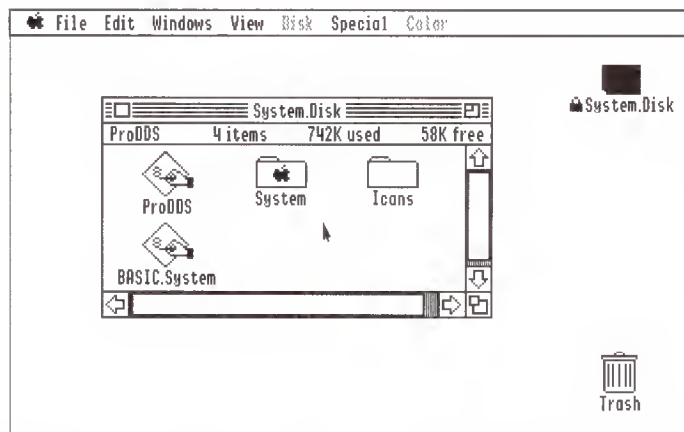 File Edit Windows View Disk Special Color
System.Disk
System.Disk
ProDOS 4 items 742K used 58K free
ProDOS System Icons
BASIC.System
Trash